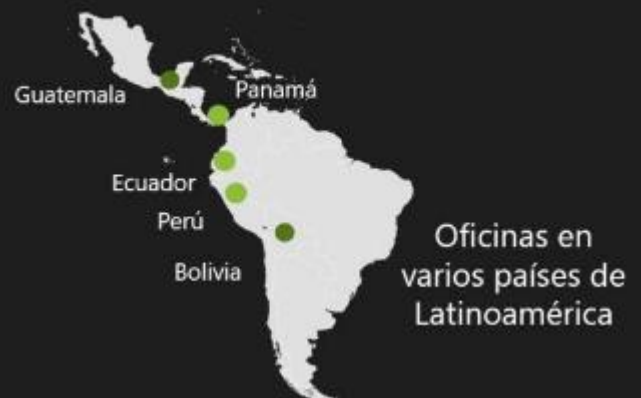 Guatemala
Panamá
Ecuador
Perú
Bolivia
Oficinas en
varios países de
Latinoamérica